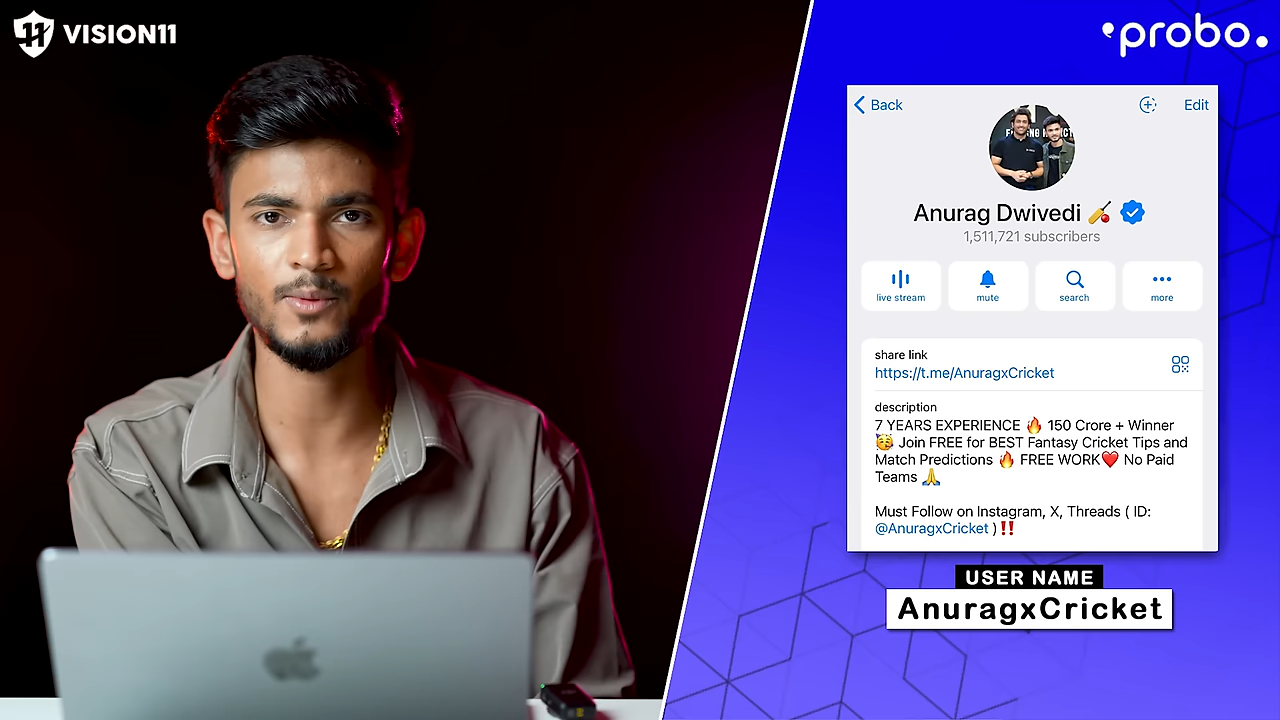 11 VISION11
probo.
Back
Edit
Anurag Dwivedi 🏏
1,511,721 subscribers
live stream
mute
search
more
share link
https://t.me/AnuragxCricket
description
7 YEARS EXPERIENCE 🔥 150 Crore + Winner
🥳 Join FREE for BEST Fantasy Cricket Tips and
Match Predictions 🔥 FREE WORK❤️ No Paid
Teams 🙏
Must Follow on Instagram, X, Threads ( ID:
@AnuragxCricket ) ‼️
USER NAME
AnuragxCricket